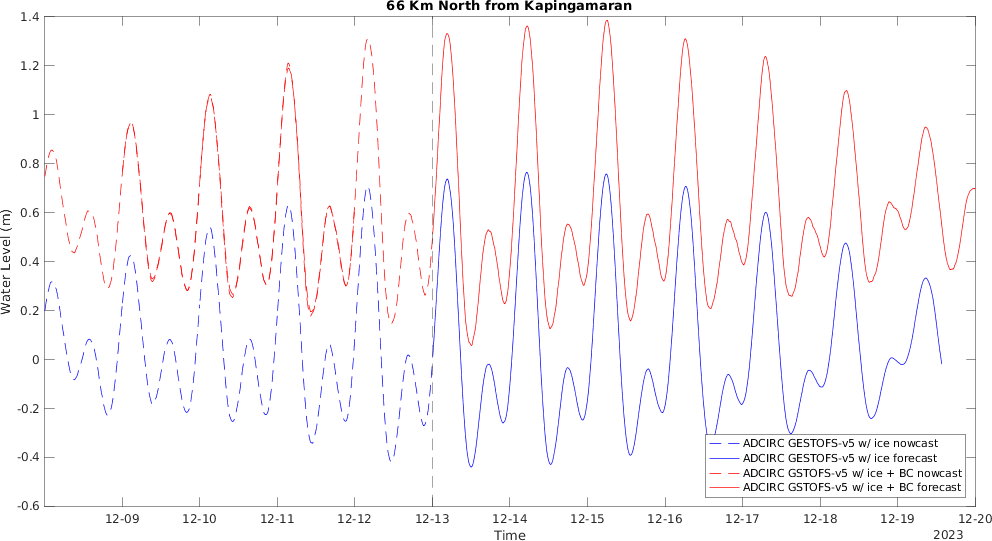 66 Km North from Kapingamaran
1.4
1.2
1
0.8
0.6
0.4
0.2
0
-0.2
-0.4
-0.6
Water Level (m)
ADCIRC GESTOFS-v5 w/ ice nowcast
ADCIRC GESTOFS-v5 w/ ice forecast
ADCIRC GSTOFS-v5 w/ ice + BC nowcast
ADCIRC GSTOFS-v5 w/ ice + BC forecast
12-09 12-10 12-11 12-12 12-13 12-14 12-15 12-16 12-17 12-18 12-19 12-20
Time
2023